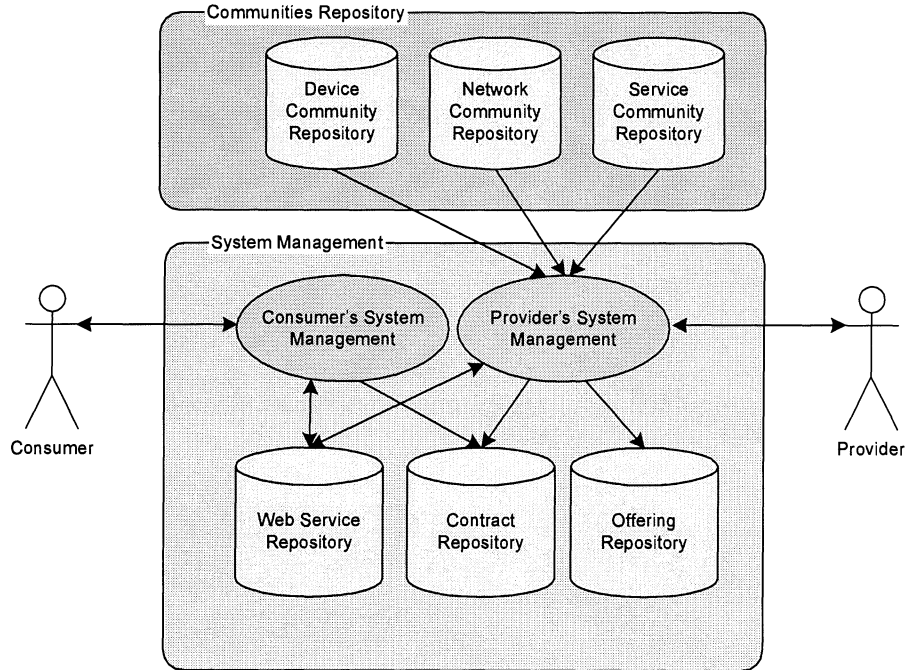 Communities Repository
Device
Community
Repository
Network
Community
Repository
Service
Community
Repository
System Management
Consumer's System
Management
Provider's System
Management
Consumer
Provider
Web Service
Repository
Contract
Repository
Offering
Repository